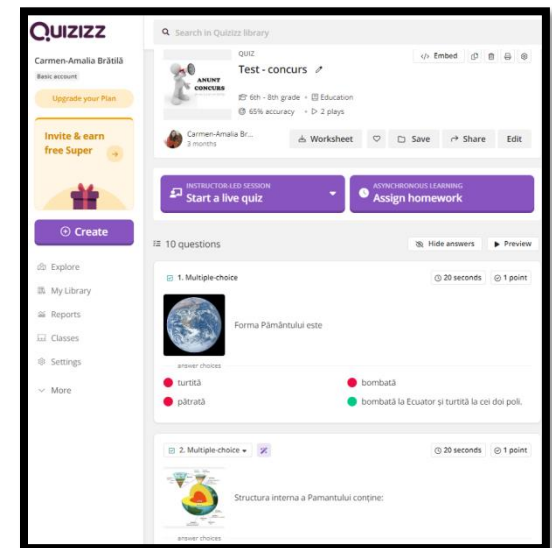 QUIZIZZ
Search in Quizizz library
Carmen-Amalia Brătilă
Basic account
Upgrade your Plan
Invite & earn
free Super
Create
Explore
My Library
Reports
Classes
Settings
More
ANUNT
CONCURS
QUIZ
Test - concurs
6th - 8th grade • Education
65% accuracy • 2 plays
Embed
Carmen-Amalia Br...
3 months
Worksheet
Save
Share
Edit
INSTRUCTOR-LED SESSION
Start a live quiz
ASYNCHRONOUS LEARNING
Assign homework
10 questions
Hide answers
Preview
1. Multiple-choice
20 seconds
1 point
Forma Pământului este
answer choices
turtită
bombată
pătrată
bombată la Ecuator și turtită la cei doi poli.
2. Multiple-choice
20 seconds
1 point
Structura interna a Pamantului conține:
answer choices